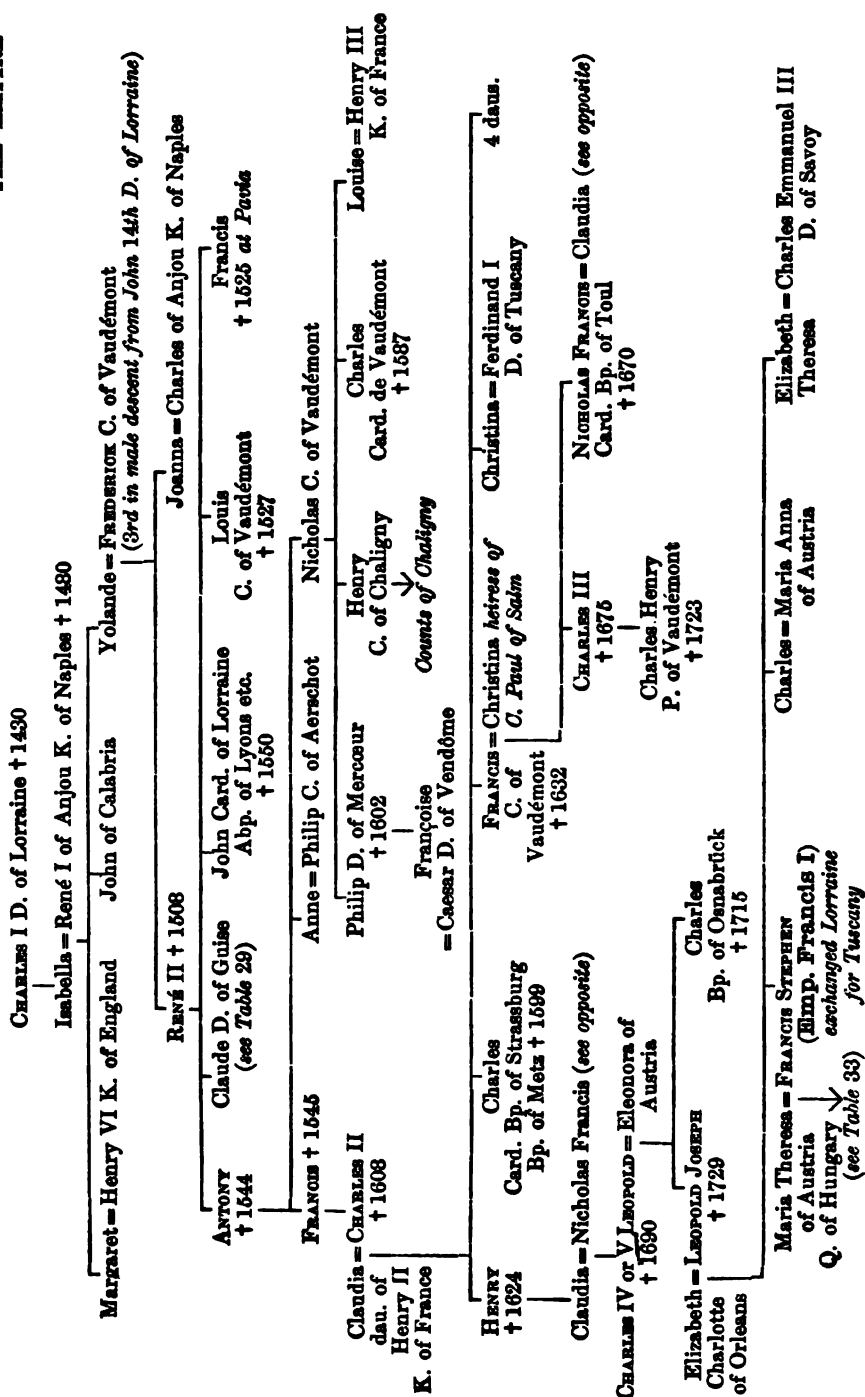 CHARLES I D. of Lorraine † 1430
Isabella = René I of Anjou K. of Naples † 1480
Margaret = Henry VI K. of England
John of Calabria
Yolande = FREDERICK C. of Vaudémont
(3rd in male descent from John 14th D. of Lorraine)
RENÉ II † 1508
Joanna = Charles of Anjou K. of Naples
ANTONY
† 1544
Claude D. of Guise
(see Table 29)
John Card. of Lorraine
Abp. of Lyons etc.
† 1550
Louis
C. of Vaudémont
† 1527
Francis
† 1525 at Pavia
FRANCIS † 1545
Anne = Philip C. of Aerschot
Nicholas C. of Vaudémont
Claudia = CHARLES II
dau. of
Henry II
K. of France
† 1608
Philip D. of Mercœur
† 1602
Françoise
= Caesar D. of Vendôme
Henry
C. of Chaligny
Counts of Chaligny
Charles
Card. de Vaudémont
† 1587
Louise = Henry III
K. of France
HENRY
† 1624
Charles
Card. Bp. of Strassburg
Bp. of Metz † 1599
FRANCIS = Christina heiress of
C. of
Vaudémont
† 1632
C. Paul of Salm
Christina = Ferdinand I
D. of Tuscany
4 daus.
Claudia = Nicholas Francis (see opposite)
CHARLES III
† 1675
Charles Henry
P. of Vaudémont
† 1723
NICHOLAS FRANCIS = Claudia (see opposite)
Card. Bp. of Toul
† 1670
CHARLES IV or V LEOPOLD = Eleonora of
† 1690
Austria
Elizabeth = LEOPOLD JOSEPH
Charlotte
of Orleans
† 1729
Charles
Bp. of Osnabrück
† 1715
Maria Theresa = FRANCIS STEPHEN
of Austria
Q. of Hungary
(Emp. Francis I)
exchanged Lorraine
for Tuscany
(see Table 33)
Charles = Maria Anna
of Austria
Elizabeth = Charles Emmanuel III
Theresa
D. of Savoy